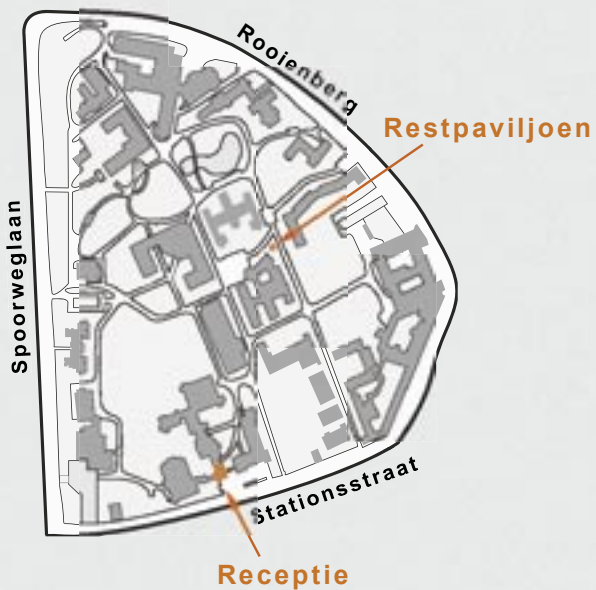 Rooienberg
Restpaviljoen
Spoorweglaan
Stationsstraat
Receptie